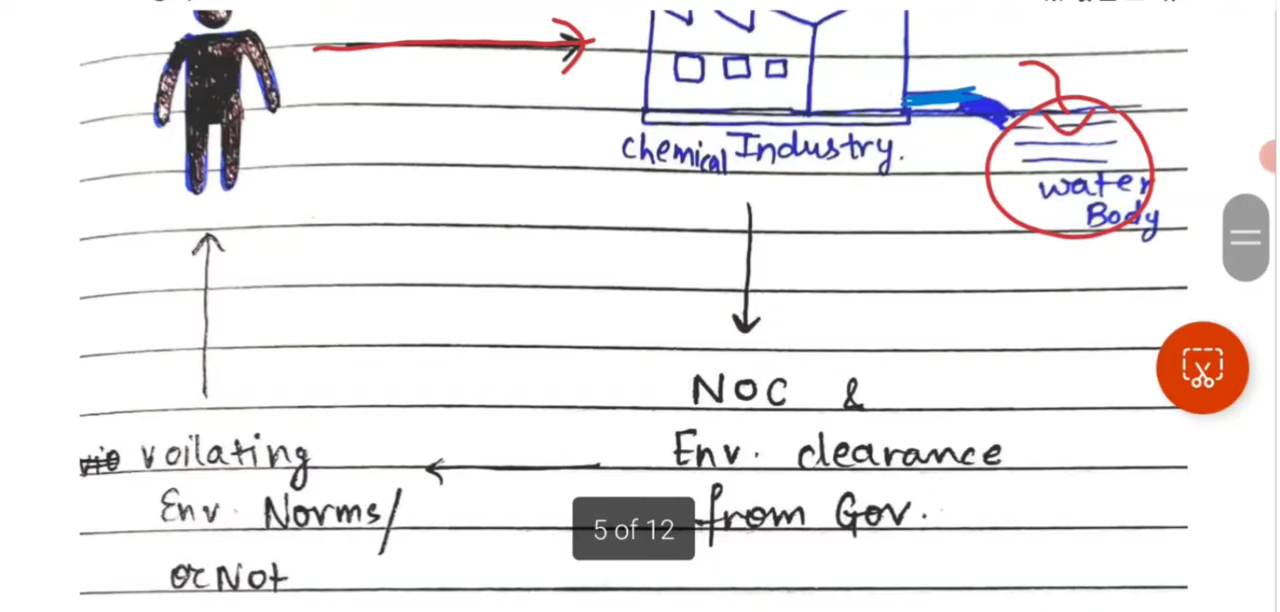 chemical Industry.
water
Body
NOC &
Env. clearance
from Gov.
voilating
Env. Norms/
or Not
5 of 12